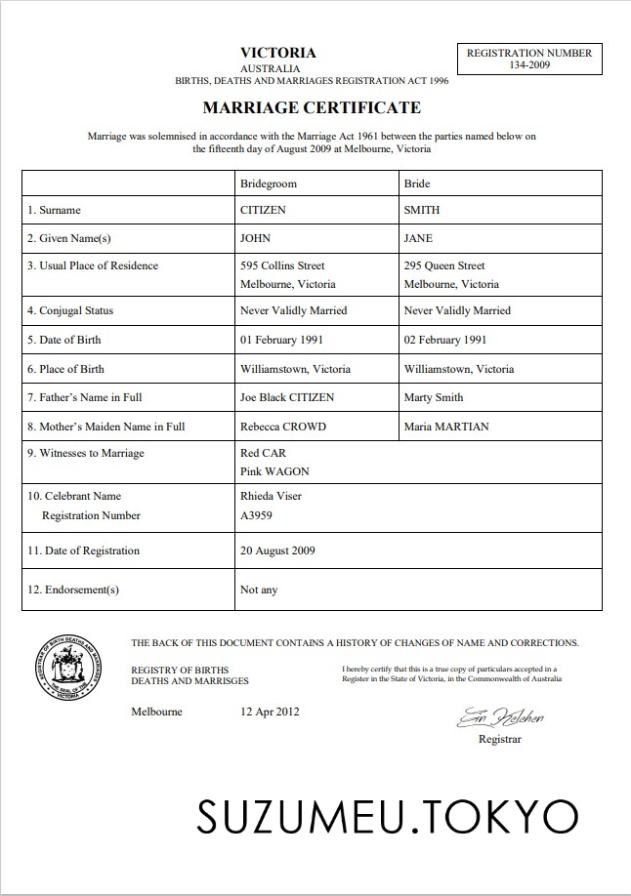 VICTORIA
AUSTRALIA
BIRTHS, DEATHS AND MARRIAGES REGISTRATION ACT 1996
REGISTRATION NUMBER
134-2009
MARRIAGE CERTIFICATE
Marriage was solemnised in accordance with the Marriage Act 1961 between the parties named below on
the fifteenth day of August 2009 at Melbourne, Victoria
Bridegroom Bride
1. Surname CITIZEN SMITH
2. Given Name(s) JOHN JANE
3. Usual Place of Residence 595 Collins Street 295 Queen Street
Melbourne, Victoria Melbourne, Victoria
4. Conjugal Status Never Validly Married Never Validly Married
5. Date of Birth 01 February 1991 02 February 1991
6. Place of Birth Williamstown, Victoria Williamstown, Victoria
7. Father's Name in Full Joe Black CITIZEN Marty Smith
8. Mother's Maiden Name in Full Rebecca CROWD Maria MARTIAN
9. Witnesses to Marriage Red CAR
Pink WAGON
10. Celebrant Name Rhieda Viser
Registration Number A3959
11. Date of Registration 20 August 2009
12. Endorsement(s) Not any
REGISTRAR OF BIRTHS DEATHS AND MARRIAGES
THE SEAL OF THE
VICTORIA
THE BACK OF THIS DOCUMENT CONTAINS A HISTORY OF CHANGES OF NAME AND CORRECTIONS.
REGISTRY OF BIRTHS
DEATHS AND MARRISGES
I hereby certify that this is a true copy of particulars accepted in a
Register in the State of Victoria, in the Commonwealth of Australia
Melbourne 12 Apr 2012
Registrar
SUZUMEU.TOKYO